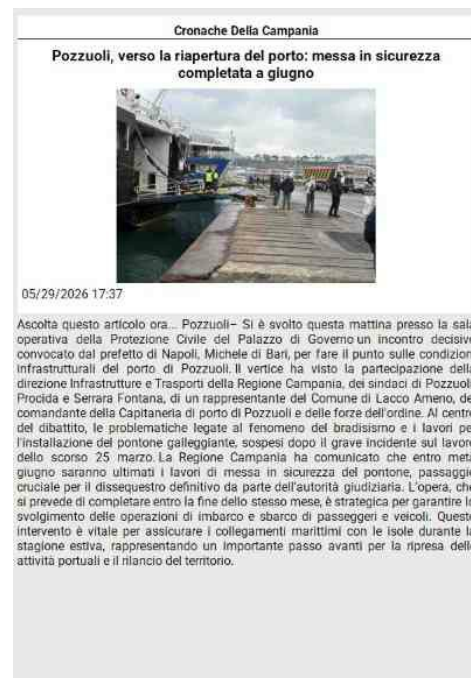 Cronache Della Campania
Pozzuoli, verso la riapertura del porto: messa in sicurezza
completata a giugno
05/29/2026 17:37
Ascolta questo articolo ora... Pozzuoli– Si è svolto questa mattina presso la sala
operativa della Protezione Civile del Palazzo di Governo un incontro decisivo
convocato dal prefetto di Napoli, Michele di Bari, per fare il punto sulle condizion
infrastrutturali del porto di Pozzuoli. Il vertice ha visto la partecipazione della
direzione Infrastrutture e Trasporti della Regione Campania, dei sindaci di Pozzuol
Procida e Serrara Fontana, di un rappresentante del Comune di Lacco Ameno, de
comandante della Capitaneria di porto di Pozzuoli e delle forze dell'ordine. Al centr
del dibattito, le problematiche legate al fenomeno del bradisismo e i lavori pe
l'installazione del pontone galleggiante, sospesi dopo il grave incidente sul lavoro
dello scorso 25 marzo. La Regione Campania ha comunicato che entro metà
giugno saranno ultimati i lavori di messa in sicurezza del pontone, passaggio
cruciale per il dissequestro definitivo da parte dell'autorità giudiziaria. L'opera, che
si prevede di completare entro la fine dello stesso mese, è strategica per garantire lo
svolgimento delle operazioni di imbarco e sbarco di passeggeri e veicoli. Questo
intervento è vitale per assicurare i collegamenti marittimi con le isole durante la
stagione estiva, rappresentando un importante passo avanti per la ripresa delle
attività portuali e il rilancio del territorio.